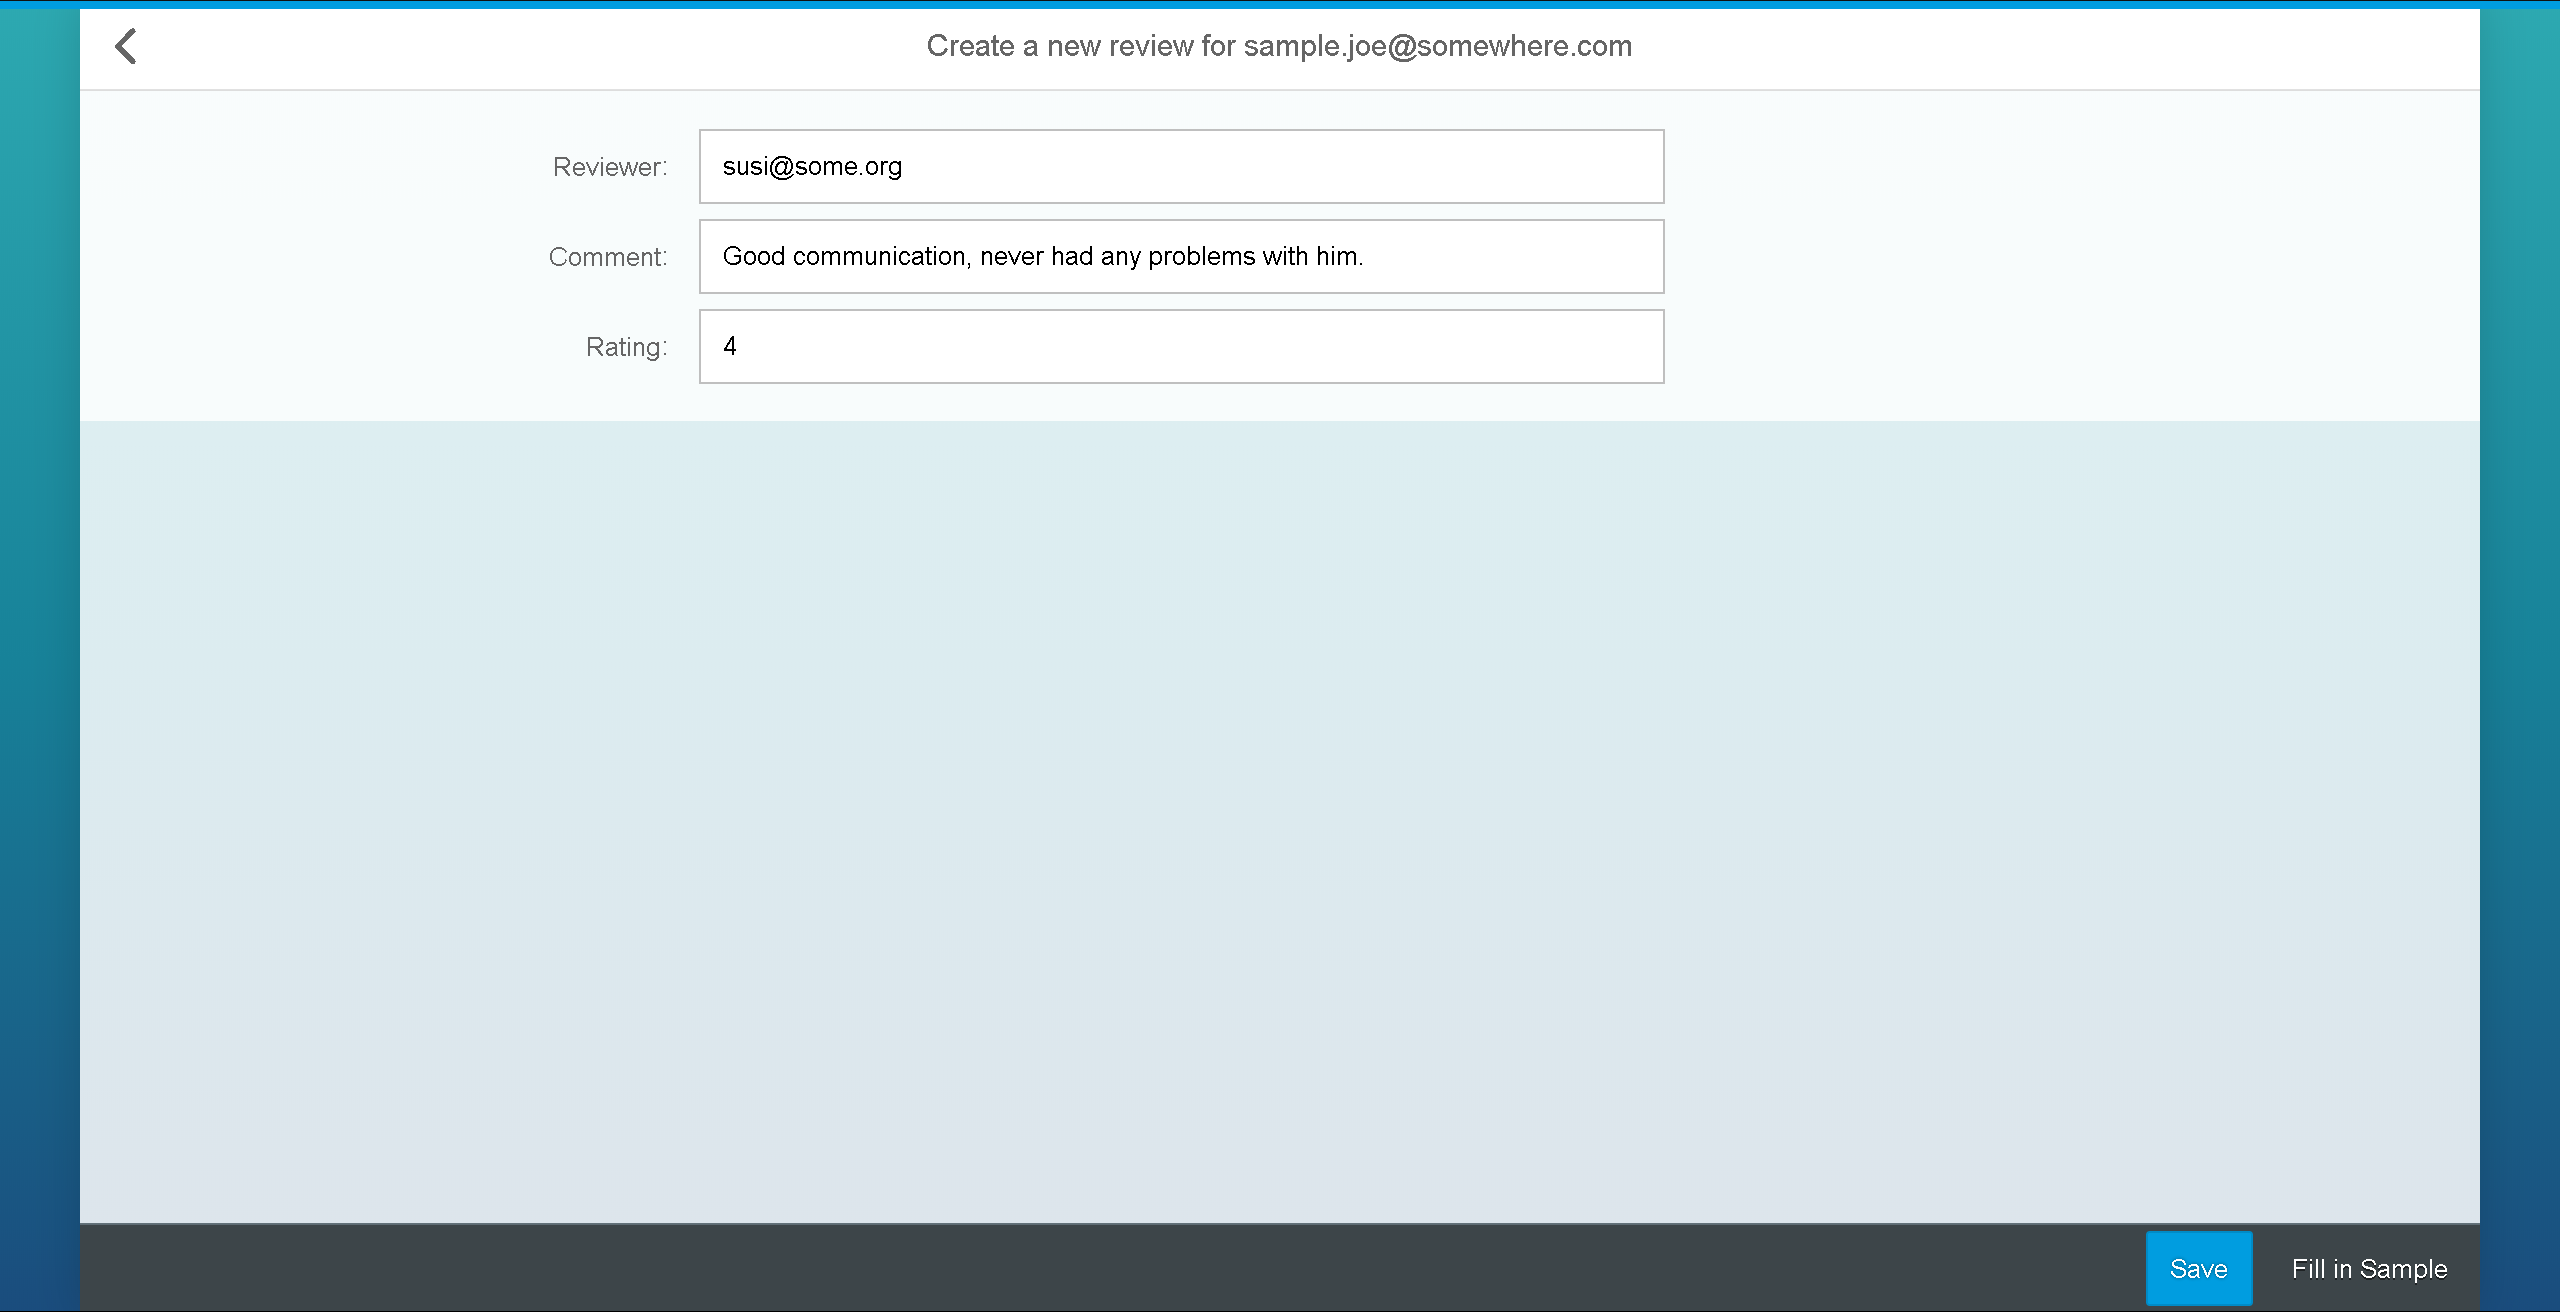 Create a new review for sample.joe@somewhere.com
Reviewer: susi@some.org
Comment: Good communication, never had any problems with him.
Rating: 4
Save Fill in Sample